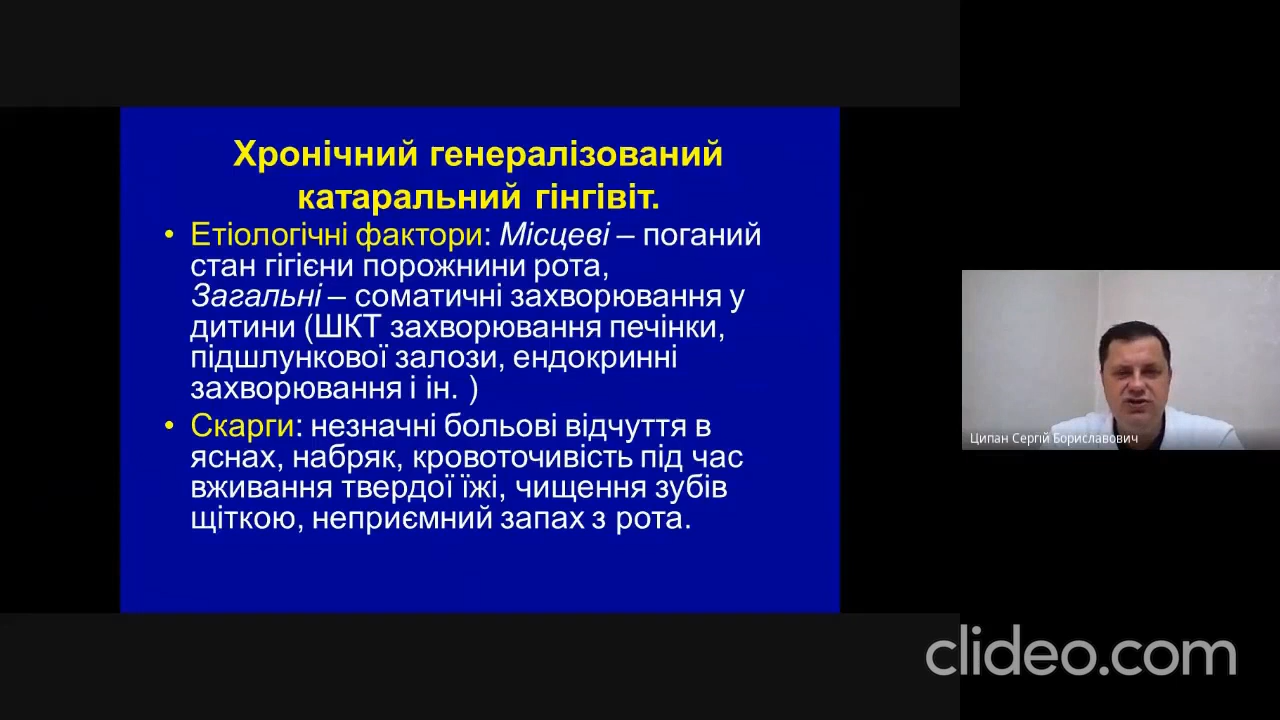 Хронічний генералізований
катаральний гінгівіт.
• Етіологічні фактори: Місцеві – поганий
стан гігієни порожнини рота,
Загальні – соматичні захворювання у
дитини (ШКТ захворювання печінки,
підшлункової залози, ендокринні
захворювання і ін. )
• Скарги: незначні больові відчуття в
яснах, набряк, кровоточивість під час
вживання твердої їжі, чищення зубів
щіткою, неприємний запах з рота.
Ципан Сергій Бориславович
clideo.com